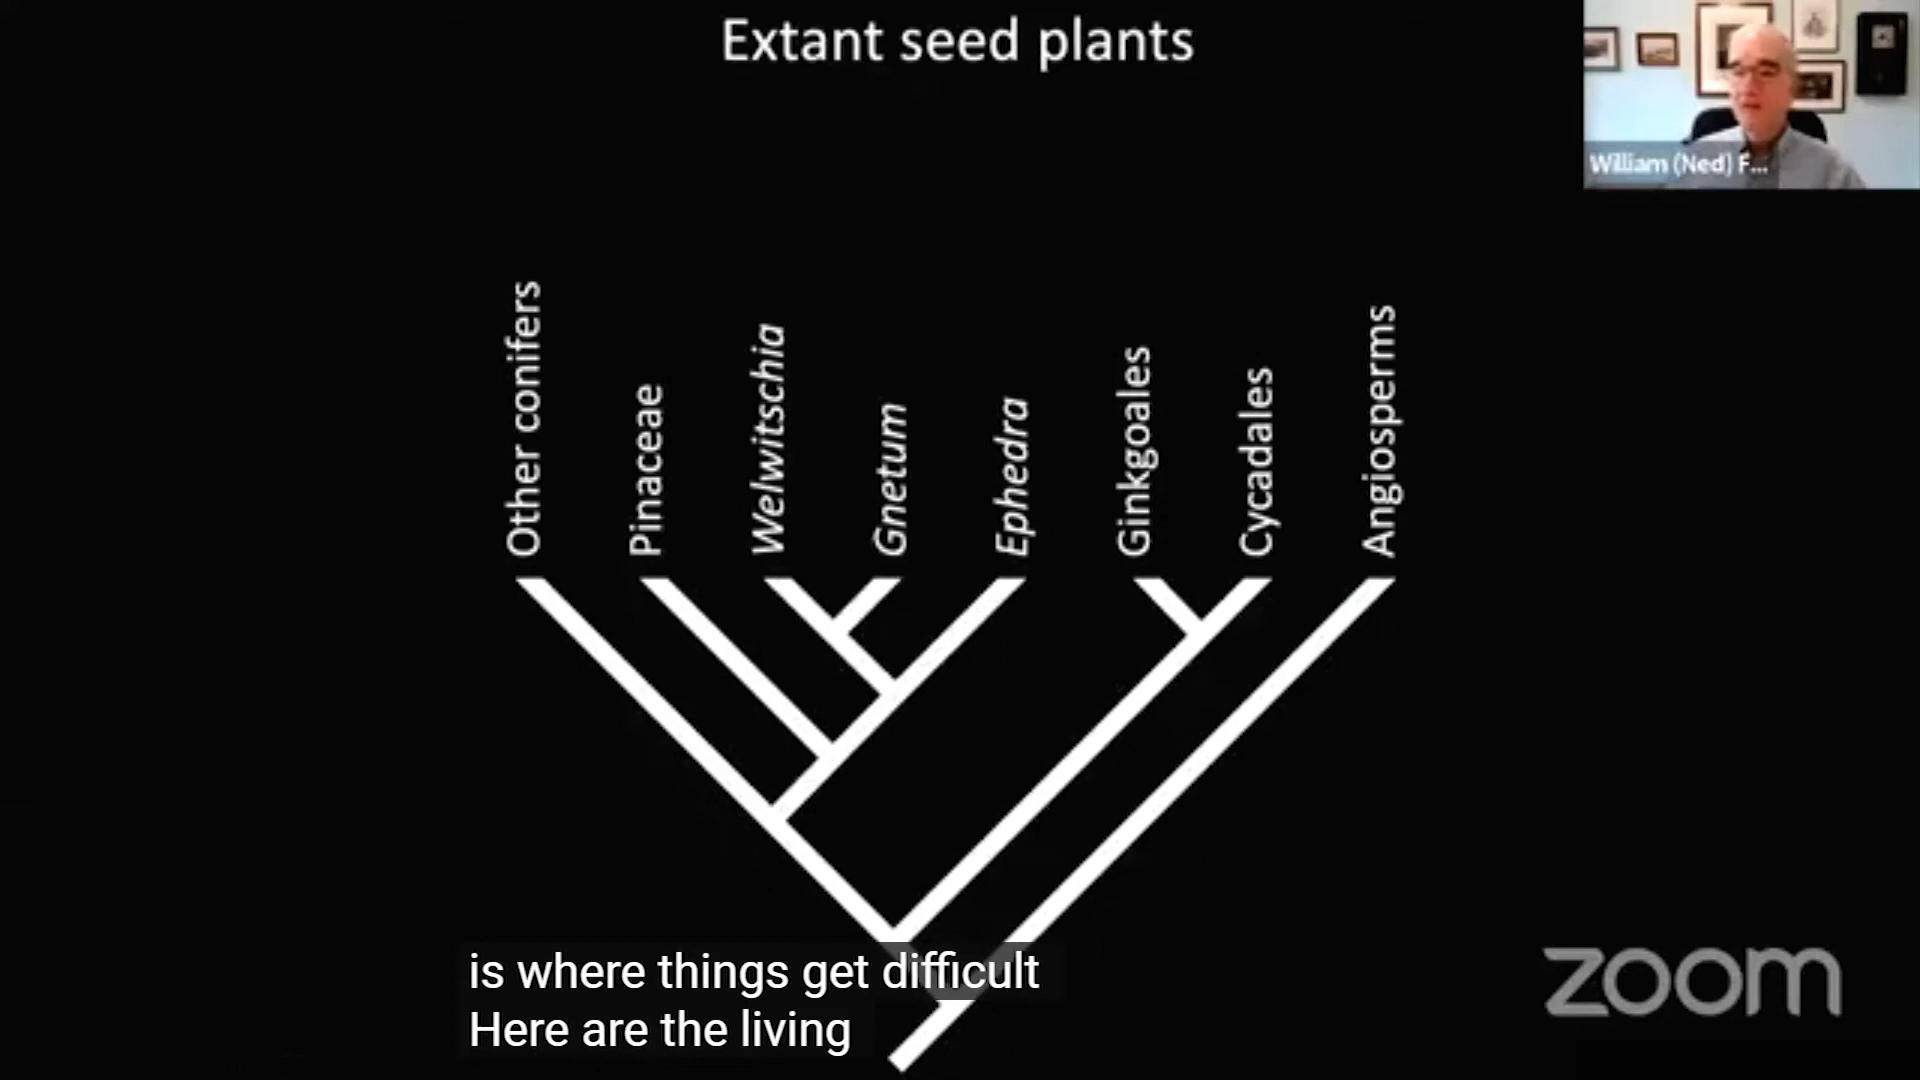 Extant seed plants
William (Ned) F...
Other conifers
Pinaceae
Welwitschia
Gnetum
Ephedra
Ginkgoales
Cycadales
Angiosperms
is where things get difficult
Here are the living
zoom